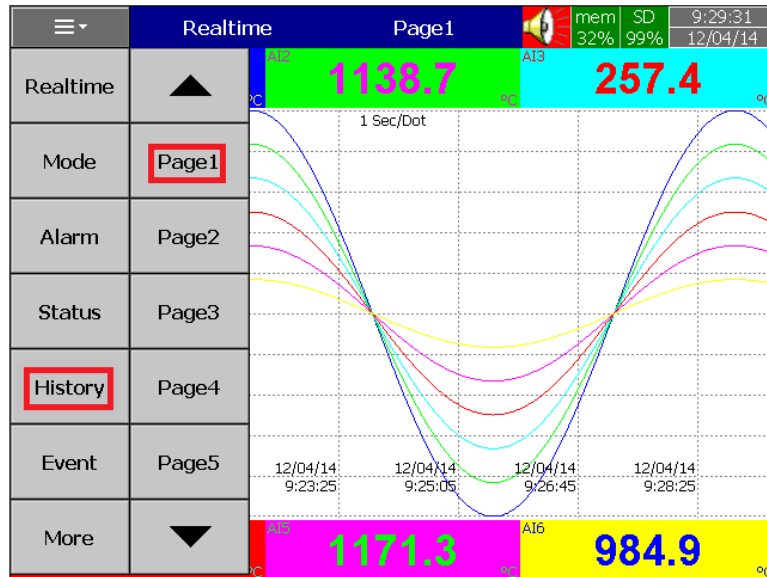 Realtime Page1 mem SD 9:29:31
32% 99% 12/04/14
Realtime
Mode Page1
Alarm Page2
Status Page3
History Page4
Event Page5
More
AI2 1138.7 °C
AI3 257.4
°C
1 Sec/Dot
12/04/14 12/04/14 12/04/14 12/04/14
9:23:25 9:25:05 9:26:45 9:28:25
AI5 1171.3 °C
AI6 984.9
°C